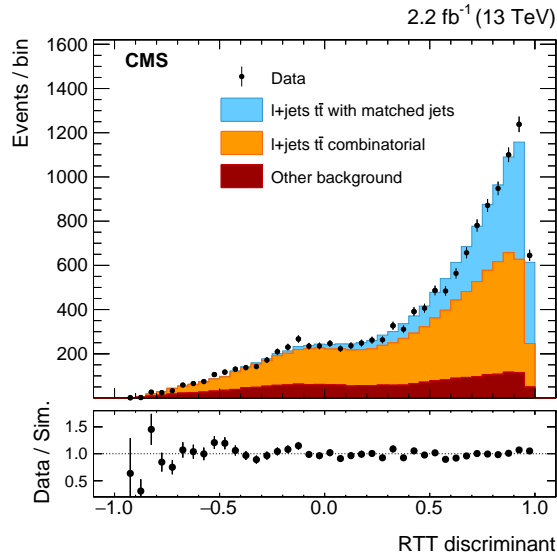 2.2 fb⁻¹ (13 TeV)
Events / bin
CMS
Data
l+jets tt̄ with matched jets
l+jets tt̄ combinatorial
Other background
1600
1400
1200
1000
800
600
400
200
Data / Sim.
1.5
1.0
0.5
−1.0 −0.5 0.0 0.5 1.0
RTT discriminant